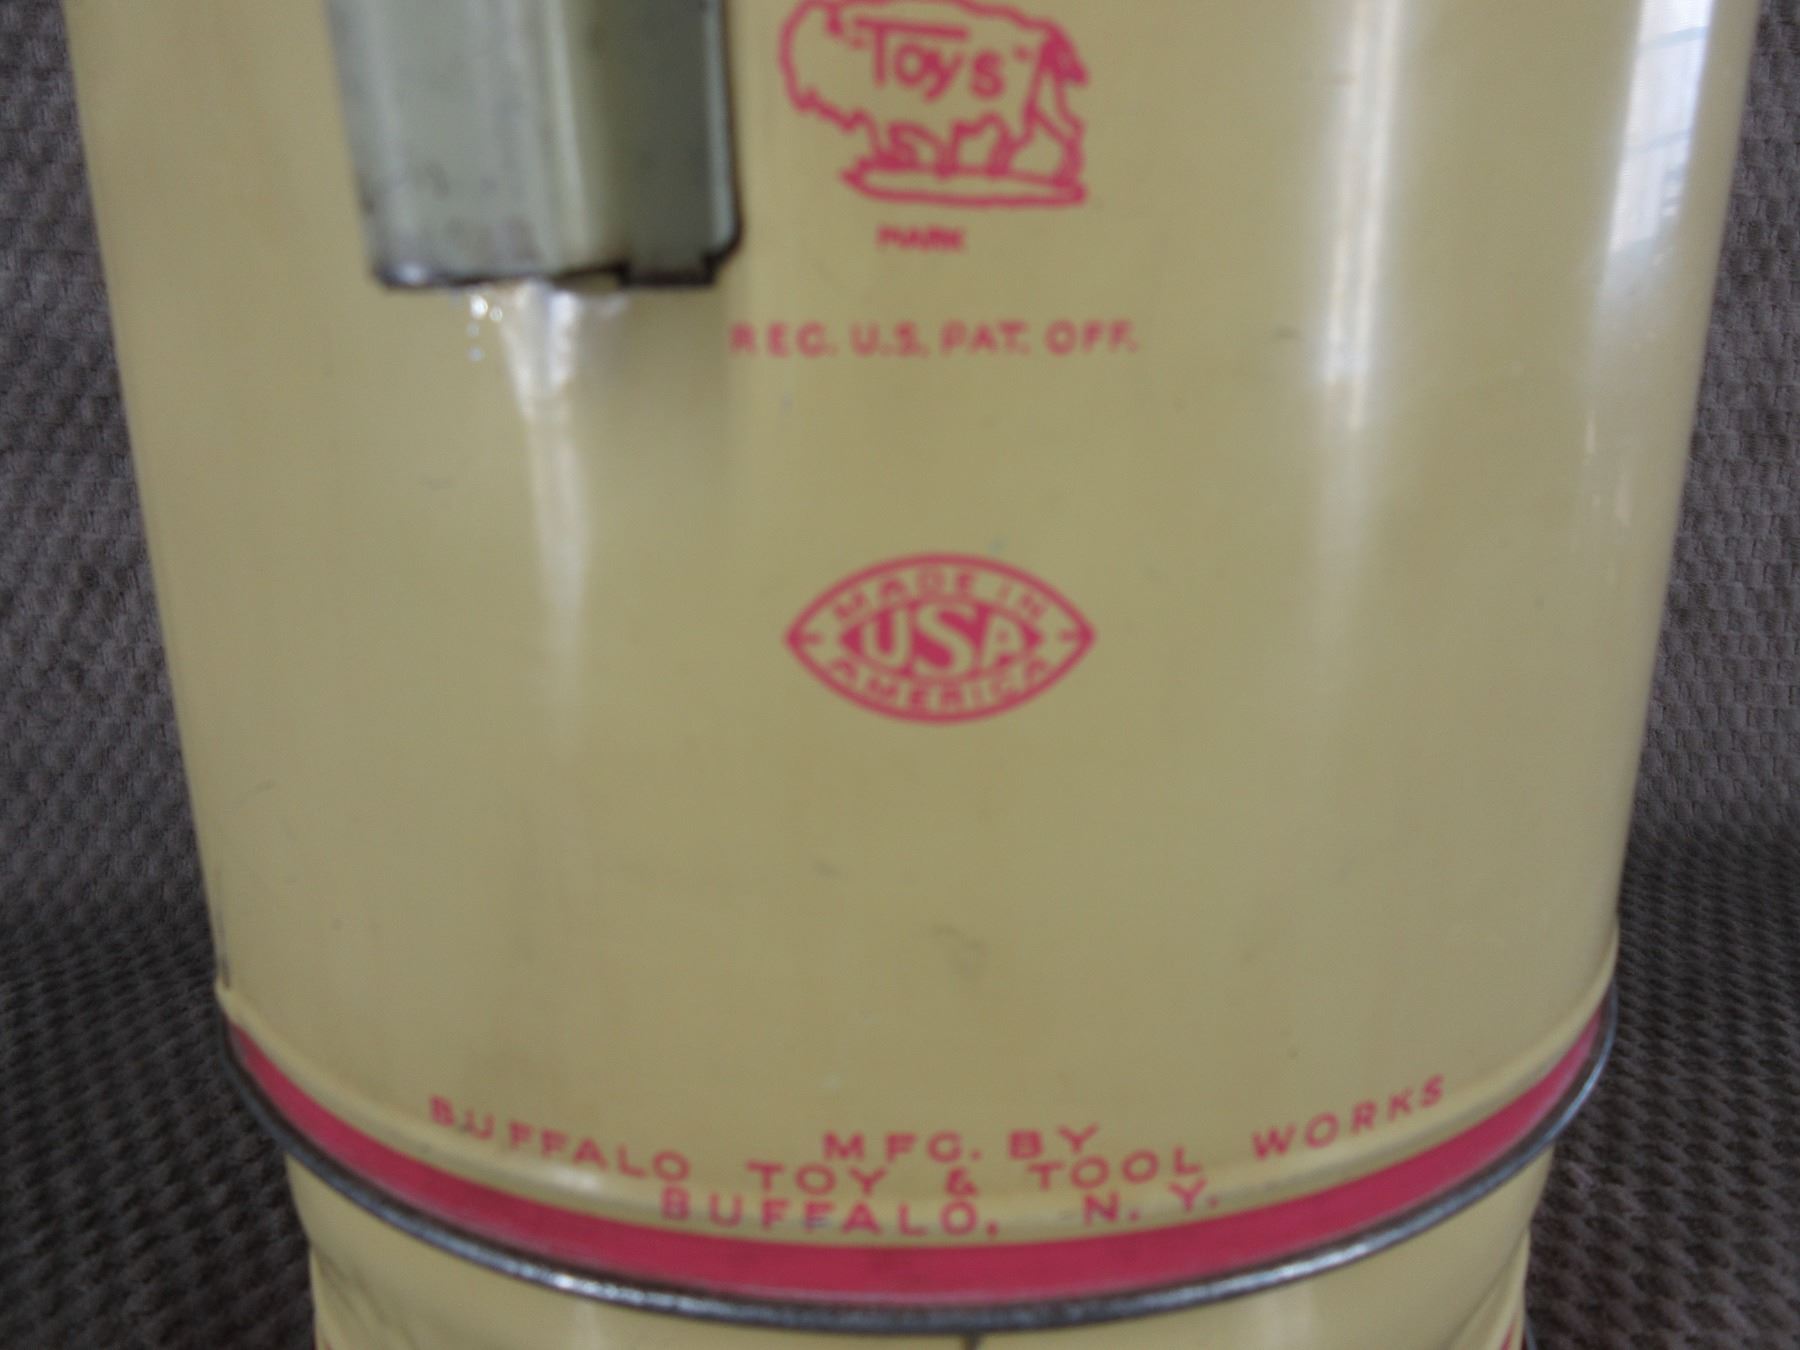 "Toys"
MARK
REG. U.S. PAT. OFF.
MADE IN
USA
AMERICA
MFG. BY
BUFFALO TOY & TOOL WORKS
BUFFALO, N. Y.